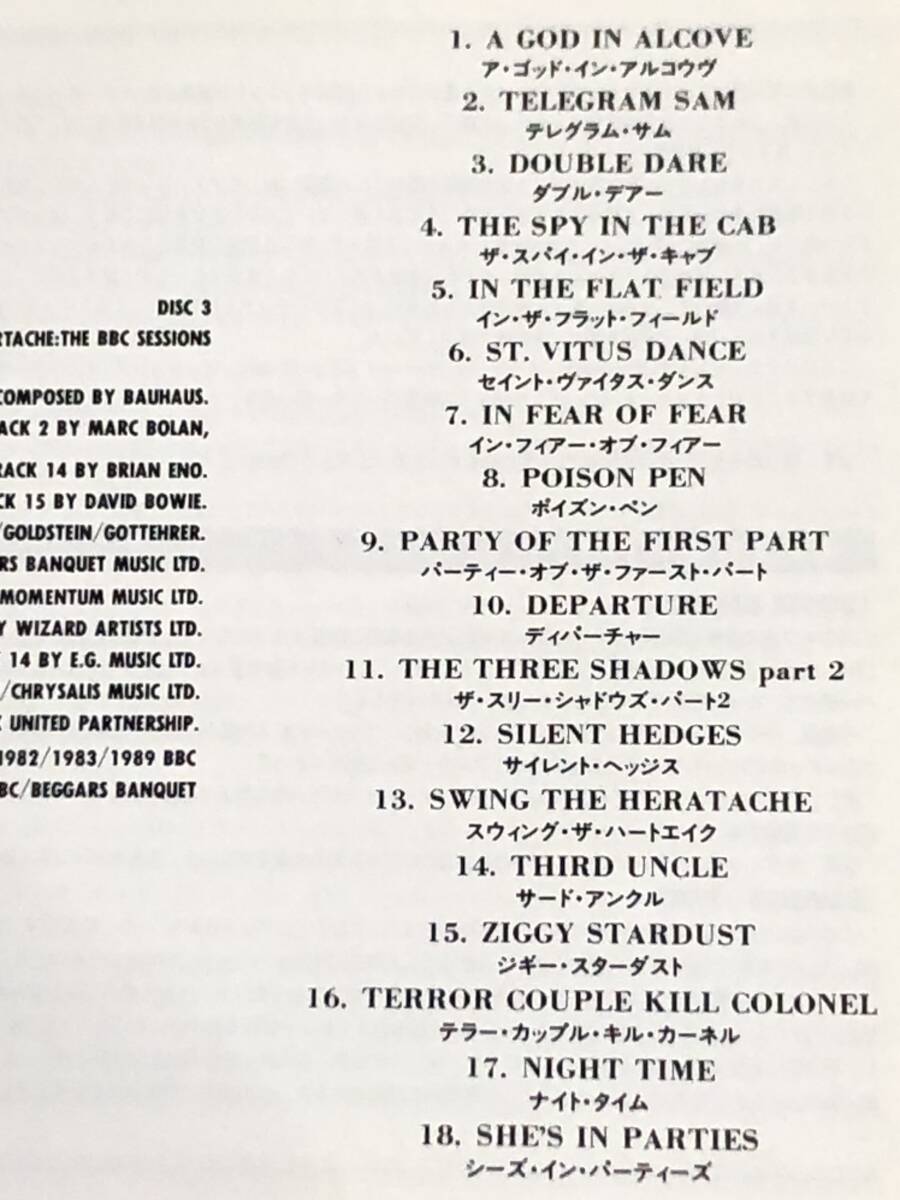 DISC 3
RTACHE:THE BBC SESSIONS
COMPOSED BY BAUHAUS.
ACK 2 BY MARC BOLAN,
RACK 14 BY BRIAN ENO.
CK 15 BY DAVID BOWIE.
/GOLDSTEIN/GOTTEHRER.
RS BANQUET MUSIC LTD.
MOMENTUM MUSIC LTD.
Y WIZARD ARTISTS LTD.
14 BY E.G. MUSIC LTD.
/CHRYSALIS MUSIC LTD.
UNITED PARTNERSHIP.
1982/1983/1989 BBC
BC/BEGGARS BANQUET
1. A GOD IN ALCOVE
ア・ゴッド・イン・アルコウヴ
2. TELEGRAM SAM
テレグラム・サム
3. DOUBLE DARE
ダブル・デアー
4. THE SPY IN THE CAB
ザ・スパイ・イン・ザ・キャブ
5. IN THE FLAT FIELD
イン・ザ・フラット・フィールド
6. ST. VITUS DANCE
セイント・ヴァイタス・ダンス
7. IN FEAR OF FEAR
イン・フィアー・オブ・フィアー
8. POISON PEN
ポイズン・ペン
9. PARTY OF THE FIRST PART
パーティー・オブ・ザ・ファースト・パート
10. DEPARTURE
ディパーチャー
11. THE THREE SHADOWS part 2
ザ・スリー・シャドウズ・パート2
12. SILENT HEDGES
サイレント・ヘッジス
13. SWING THE HERATACHE
スウィング・ザ・ハートエイク
14. THIRD UNCLE
サード・アンクル
15. ZIGGY STARDUST
ジギー・スターダスト
16. TERROR COUPLE KILL COLONEL
テラー・カップル・キル・カーネル
17. NIGHT TIME
ナイト・タイム
18. SHE'S IN PARTIES
シーズ・イン・パーティーズ